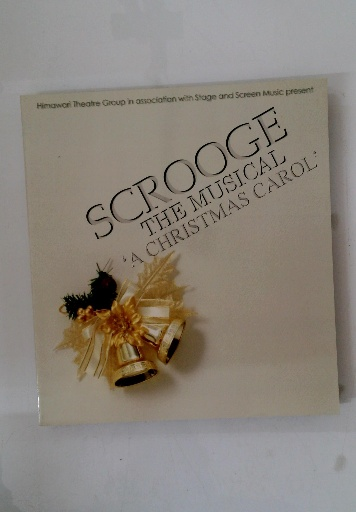 Himawari Theatre Group in association with Stage and Screen Music present
SCROOGE
THE MUSICAL
'A CHRISTMAS CAROL'